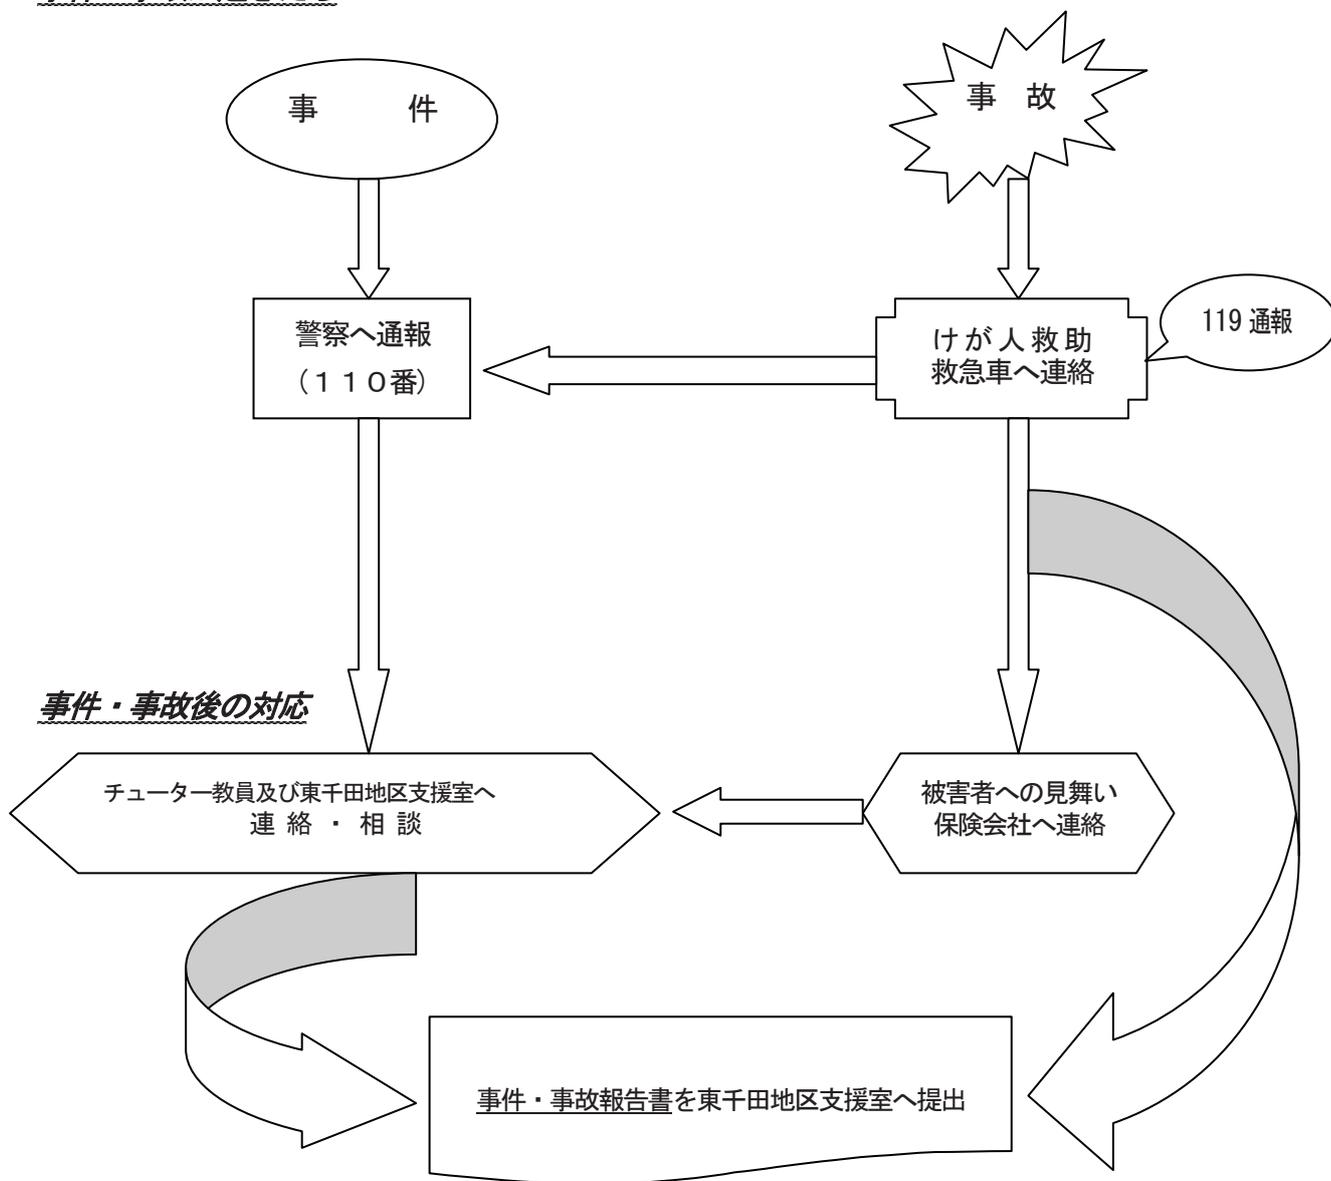 事　　件
事　故
警察へ通報
（１１０番）
けが人救助
救急車へ連絡
119 通報
事件・事故後の対応
チューター教員及び東千田地区支援室へ
連 絡 ・ 相 談
被害者への見舞い
保険会社へ連絡
事件・事故報告書を東千田地区支援室へ提出